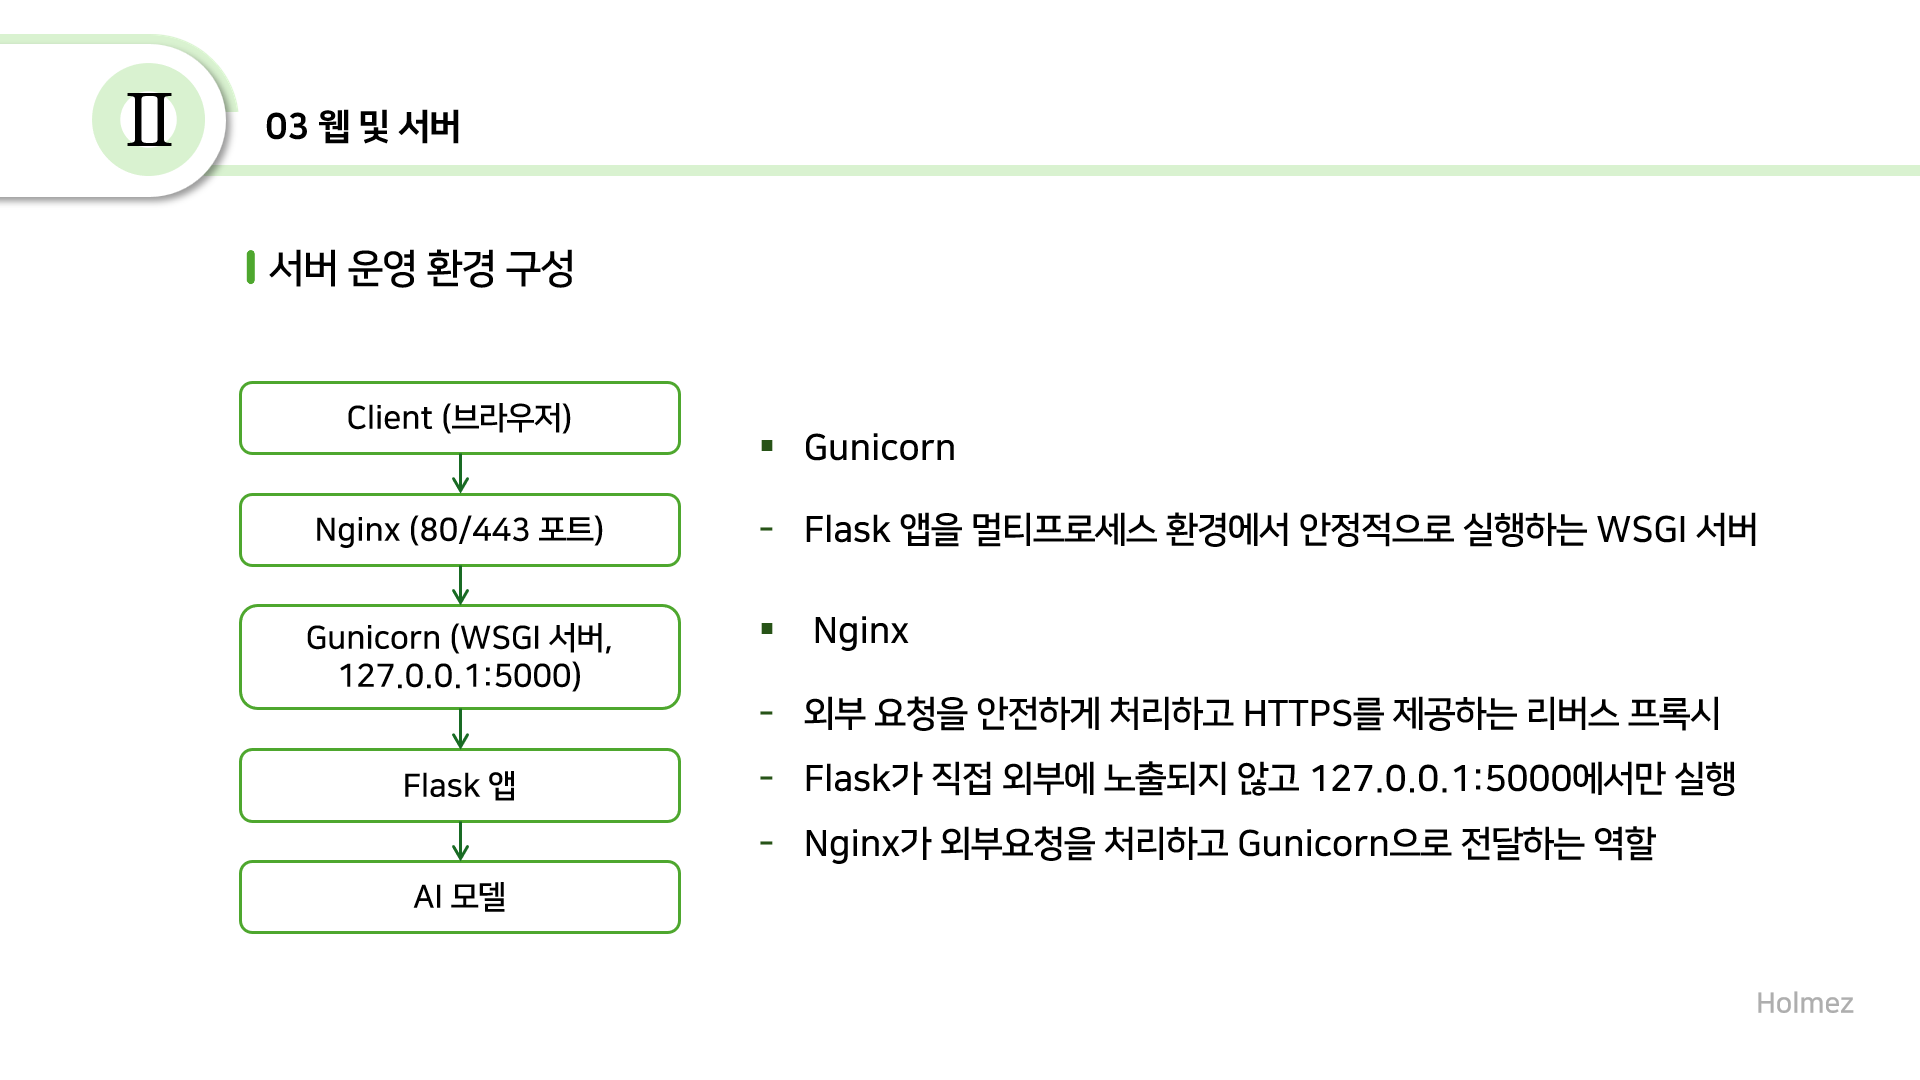 Ⅱ
03 웹 및 서버
서버 운영 환경 구성
Client (브라우저)
Nginx (80/443 포트)
Gunicorn (WSGI 서버,
127.0.0.1:5000)
Flask 앱
AI 모델
▪ Gunicorn
- Flask 앱을 멀티프로세스 환경에서 안정적으로 실행하는 WSGI 서버
▪ Nginx
- 외부 요청을 안전하게 처리하고 HTTPS를 제공하는 리버스 프록시
- Flask가 직접 외부에 노출되지 않고 127.0.0.1:5000에서만 실행
- Nginx가 외부요청을 처리하고 Gunicorn으로 전달하는 역할
Holmez